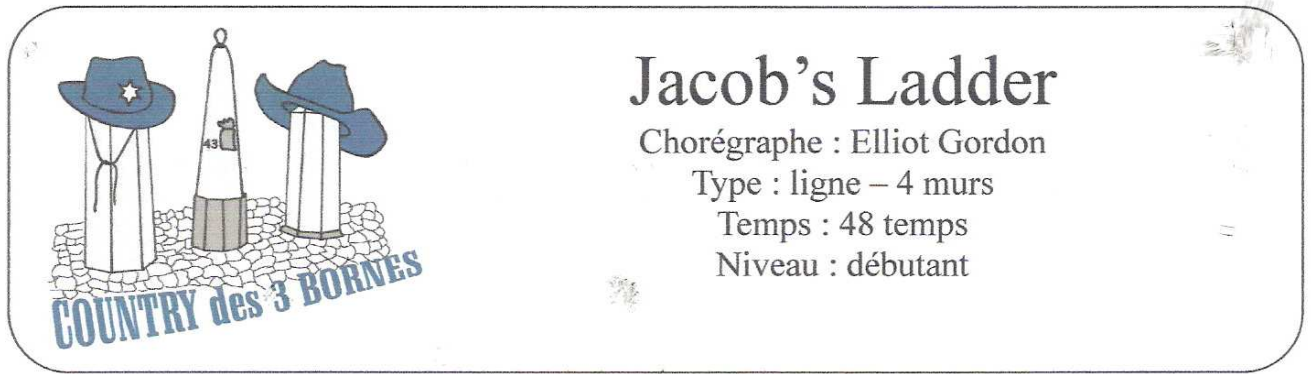 Jacob's Ladder
Chorégraphe : Elliot Gordon
Type : ligne – 4 murs
Temps : 48 temps
Niveau : débutant
43
COUNTRY des 3 BORNES